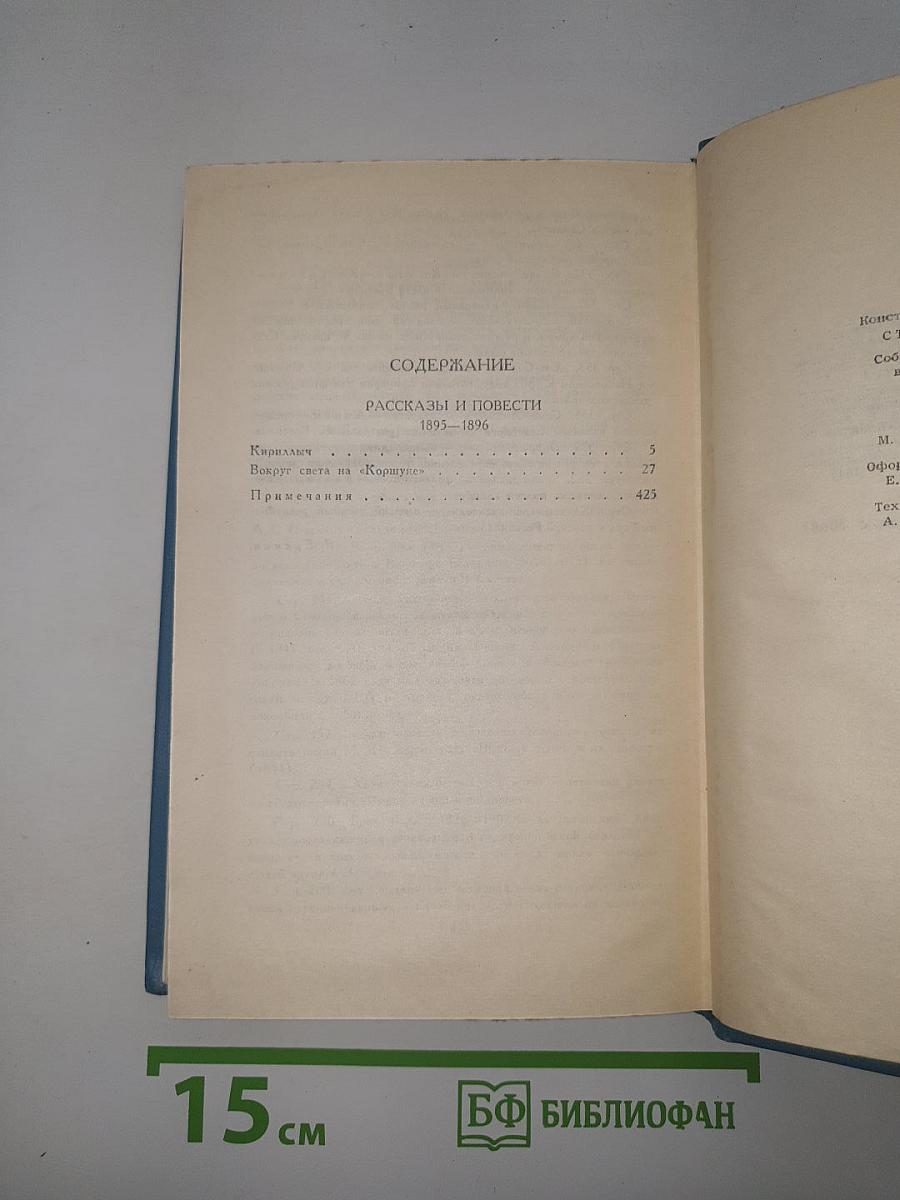 СОДЕРЖАНИЕ
РАССКАЗЫ И ПОВЕСТИ
1895—1896
Кириллыч . . . . . . . . . . . . . . . . . . . . 5
Вокруг света на «Коршуне» . . . . . . . . . . . . . 27
Примечания . . . . . . . . . . . . . . . . . . 425
М.
Е.
А.
15 см
БФ БИБЛИОФАН